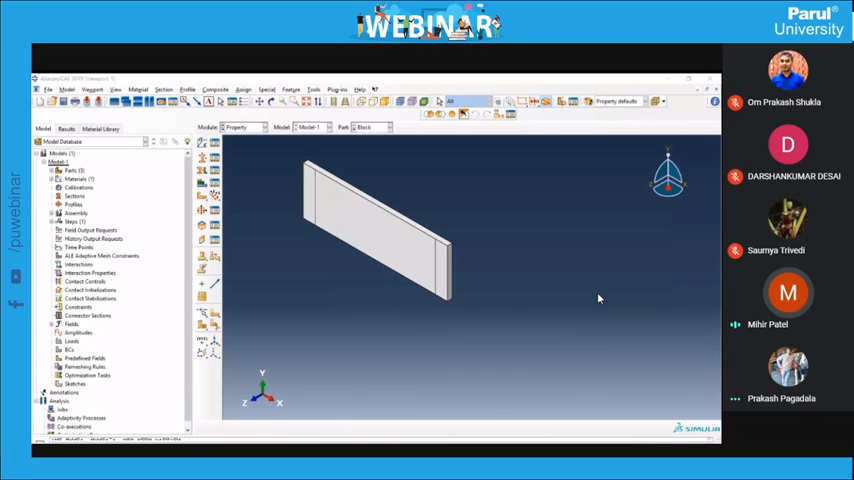 WEBINAR
Parul®
University
/puwebinar
Abaqus/CAE 2019 [Viewport: 1]
File Model Viewport View Material Section Profile Composite Assign Special Feature Tools Plug-ins Help
All
Property defaults
Model Results Material Library
Module: Property Model: Model-1 Part: Block
Model Database
Models (1)
Model-1
Parts (3)
Materials (1)
Calibrations
Sections
Profiles
Assembly
Steps (1)
Field Output Requests
History Output Requests
Time Points
ALE Adaptive Mesh Constraints
Interactions
Interaction Properties
Contact Controls
Contact Initializations
Contact Stabilizations
Constraints
Connector Sections
Fields
Amplitudes
Loads
BCs
Predefined Fields
Remeshing Rules
Optimization Tasks
Sketches
Annotations
Analysis
Jobs
Adaptivity Processes
Co-executions
Y
Z
X
Y
Z
X
SIMULIA
Om Prakash Shukla
D
DARSHANKUMAR DESAI
Saumya Trivedi
M
Mihir Patel
Prakash Pagadala